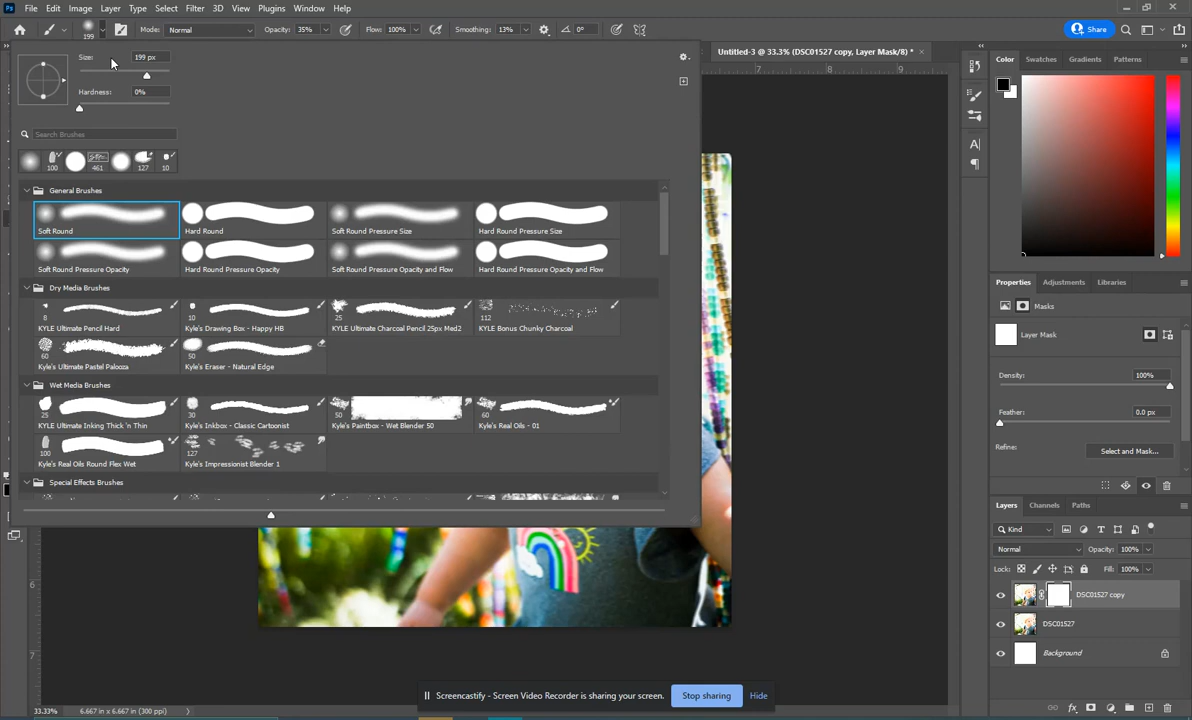 Ps File Edit Image Layer Type Select Filter 3D View Plugins Window Help
199 Mode: Normal Opacity: 35% Flow: 100% Smoothing: 13% 0° Share
Size: 199 px
Hardness: 0%
Search Brushes
100 461 127 10
General Brushes
Soft Round Hard Round Soft Round Pressure Size Hard Round Pressure Size
Soft Round Pressure Opacity Hard Round Pressure Opacity Soft Round Pressure Opacity and Flow Hard Round Pressure Opacity and Flow
Dry Media Brushes
8 10 25 112
KYLE Ultimate Pencil Hard Kyle's Drawing Box - Happy HB KYLE Ultimate Charcoal Pencil 25px Med2 KYLE Bonus Chunky Charcoal
60 50
Kyle's Ultimate Pastel Palooza Kyle's Eraser - Natural Edge
Wet Media Brushes
25 30 50 60
KYLE Ultimate Inking Thick 'n Thin Kyle's Inkbox - Classic Cartoonist Kyle's Paintbox - Wet Blender 50 Kyle's Real Oils - 01
100 127
Kyle's Real Oils Round Flex Wet Kyle's Impressionist Blender 1
Special Effects Brushes
Untitled-3 @ 33.3% (DSC01527 copy, Layer Mask/8) *
7 8 9
6
7
Color Swatches Gradients Patterns
Properties Adjustments Libraries
Masks
Layer Mask
Density: 100%
Feather: 0.0 px
Refine: Select and Mask...
Layers Channels Paths
Kind
Normal Opacity: 100%
Lock: Fill: 100%
DSC01527 copy
DSC01527
Background
Screencastify - Screen Video Recorder is sharing your screen. Stop sharing Hide
33.33% 6.667 in x 6.667 in (300 ppi)